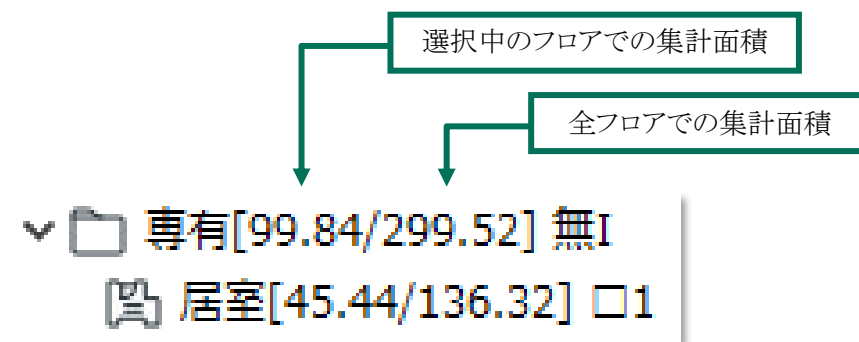 選択中のフロアでの集計面積
全フロアでの集計面積
専有[99.84/299.52] 無I
居室[45.44/136.32] □1